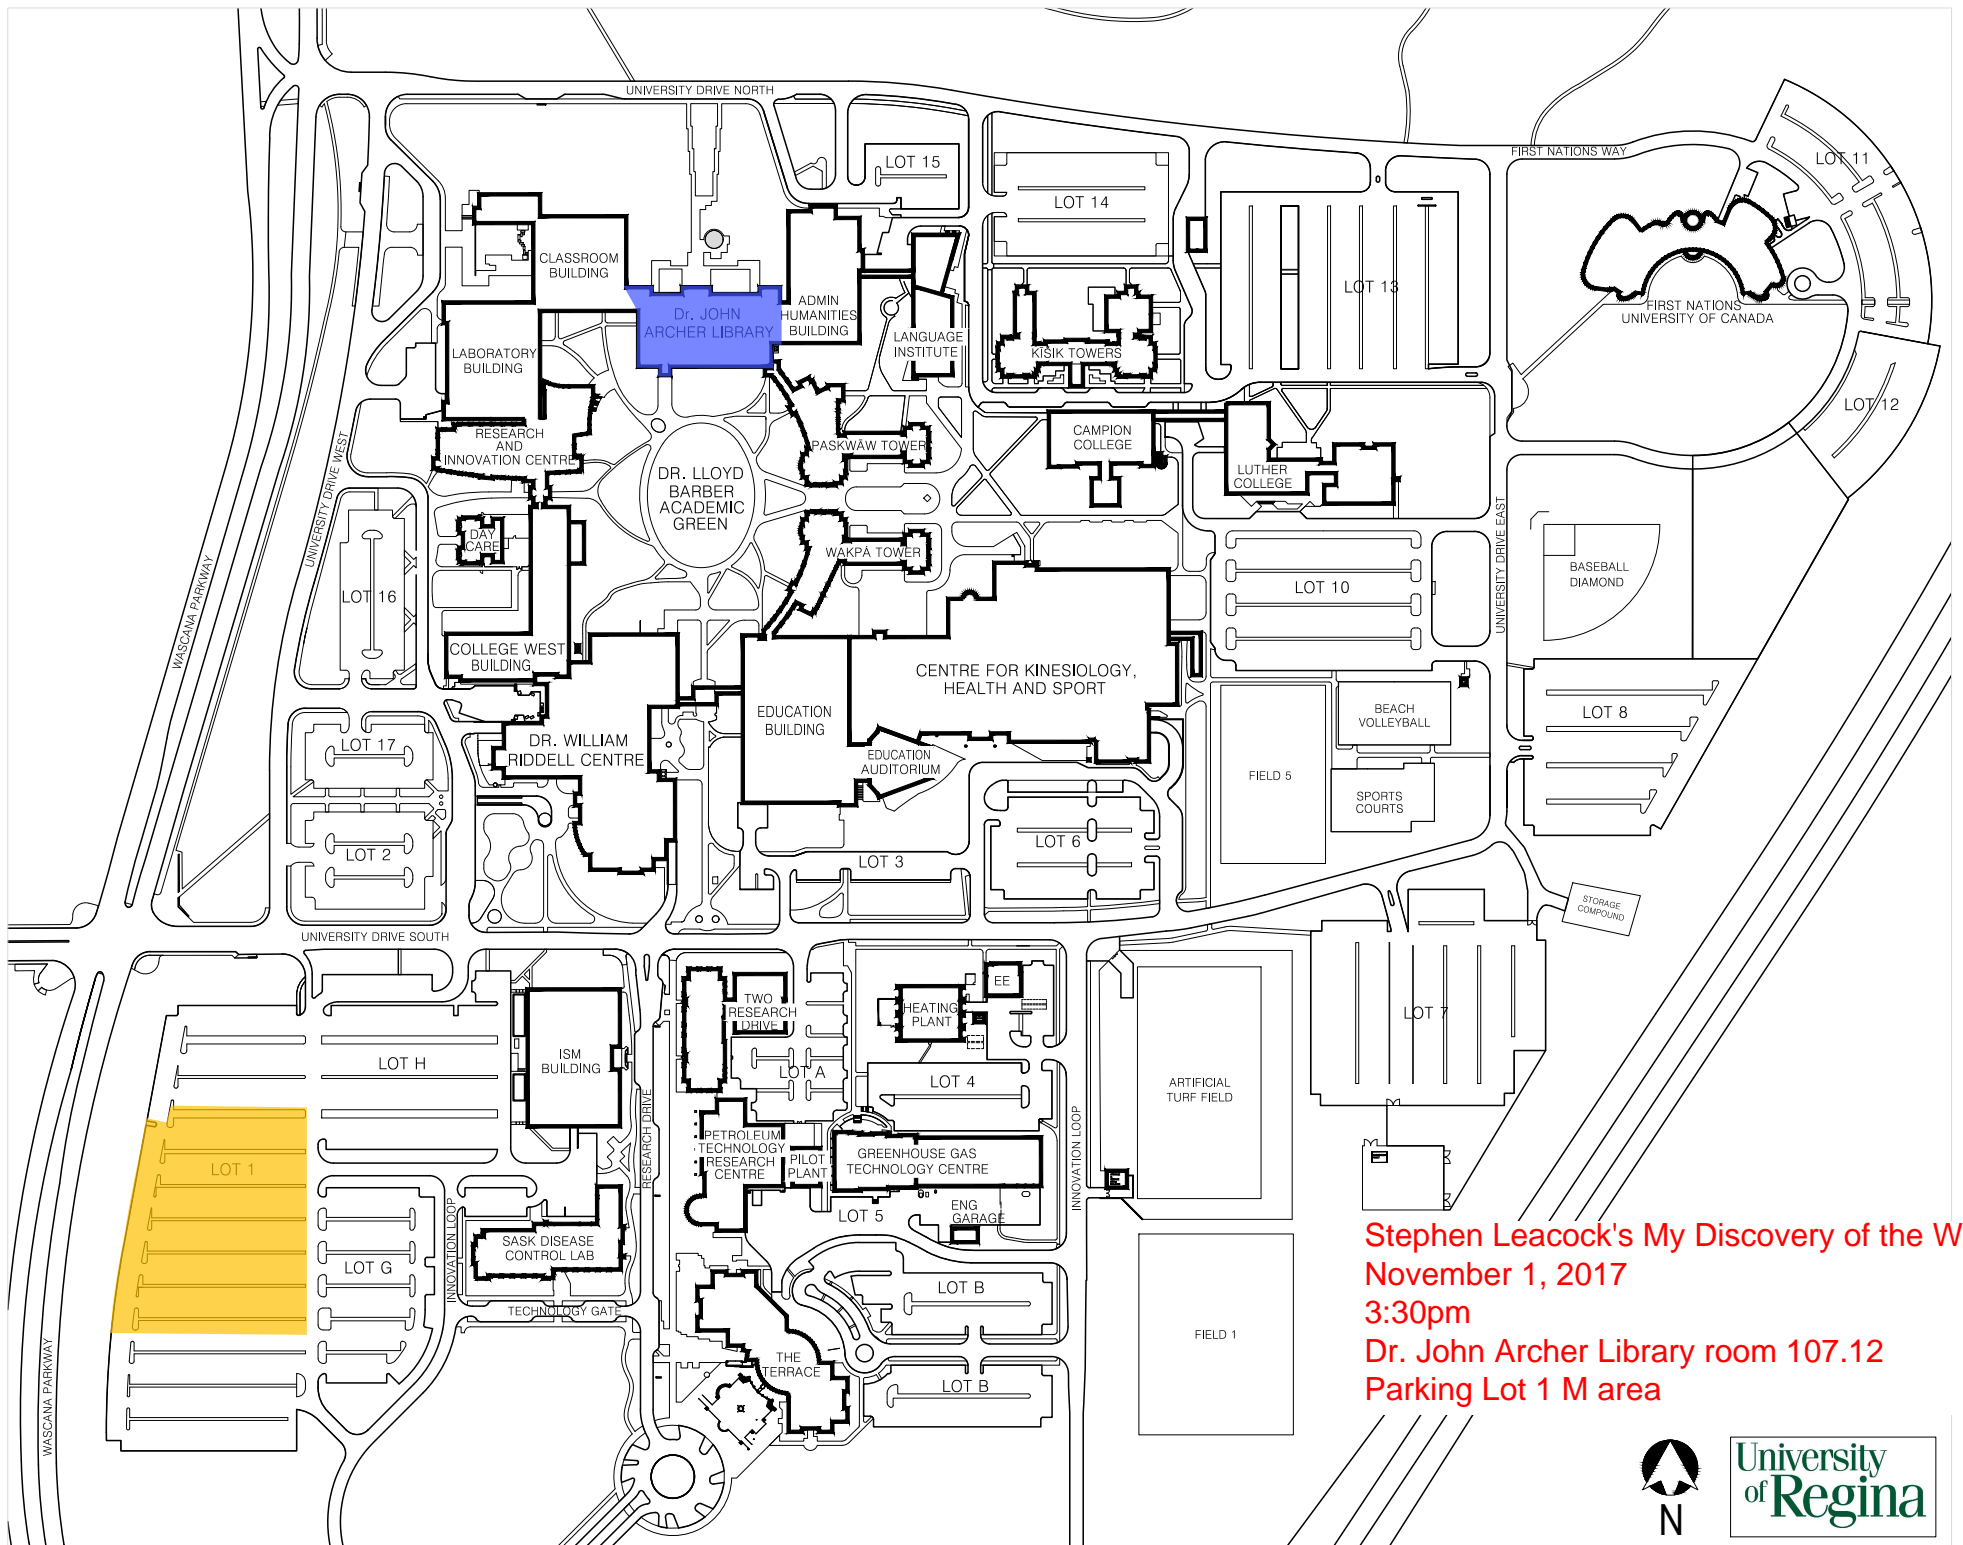 UNIVERSITY DRIVE NORTH
FIRST NATIONS WAY
LOT 11
LOT 15
LOT 14
CLASSROOM
BUILDING
LOT 13
Dr. JOHN
ARCHER LIBRARY
ADMIN
HUMANITIES
BUILDING
FIRST NATIONS
UNIVERSITY OF CANADA
LANGUAGE
INSTITUTE
KĪSIK TOWERS
LABORATORY
BUILDING
LOT 12
RESEARCH
AND
INNOVATION CENTRE
PASKWĀW TOWER
CAMPION
COLLEGE
LUTHER
COLLEGE
DR. LLOYD
BARBER
ACADEMIC
GREEN
UNIVERSITY DRIVE WEST
UNIVERSITY DRIVE EAST
DAY
CARE
WAKPĀ TOWER
BASEBALL
DIAMOND
LOT 10
LOT 16
WASCANA PARKWAY
COLLEGE WEST
BUILDING
CENTRE FOR KINESIOLOGY,
HEALTH AND SPORT
EDUCATION
BUILDING
BEACH
VOLLEYBALL
LOT 8
LOT 17
DR. WILLIAM
RIDDELL CENTRE
EDUCATION
AUDITORIUM
FIELD 5
SPORTS
COURTS
LOT 2
LOT 3
LOT 6
STORAGE
COMPOUND
UNIVERSITY DRIVE SOUTH
TWO
RESEARCH
DRIVE
EE
HEATING
PLANT
LOT 7
LOT H
ISM
BUILDING
LOT A
LOT 4
ARTIFICIAL
TURF FIELD
RESEARCH DRIVE
INNOVATION LOOP
PETROLEUM
TECHNOLOGY
RESEARCH
CENTRE
PILOT
PLANT
GREENHOUSE GAS
TECHNOLOGY CENTRE
LOT 1
LOT 5
ENG
GARAGE
INNOVATION LOOP
SASK DISEASE
CONTROL LAB
LOT G
LOT B
TECHNOLOGY GATE
FIELD 1
THE
TERRACE
LOT B
WASCANA PARKWAY
Stephen Leacock's My Discovery of the W
November 1, 2017
3:30pm
Dr. John Archer Library room 107.12
Parking Lot 1 M area
N
University
of Regina